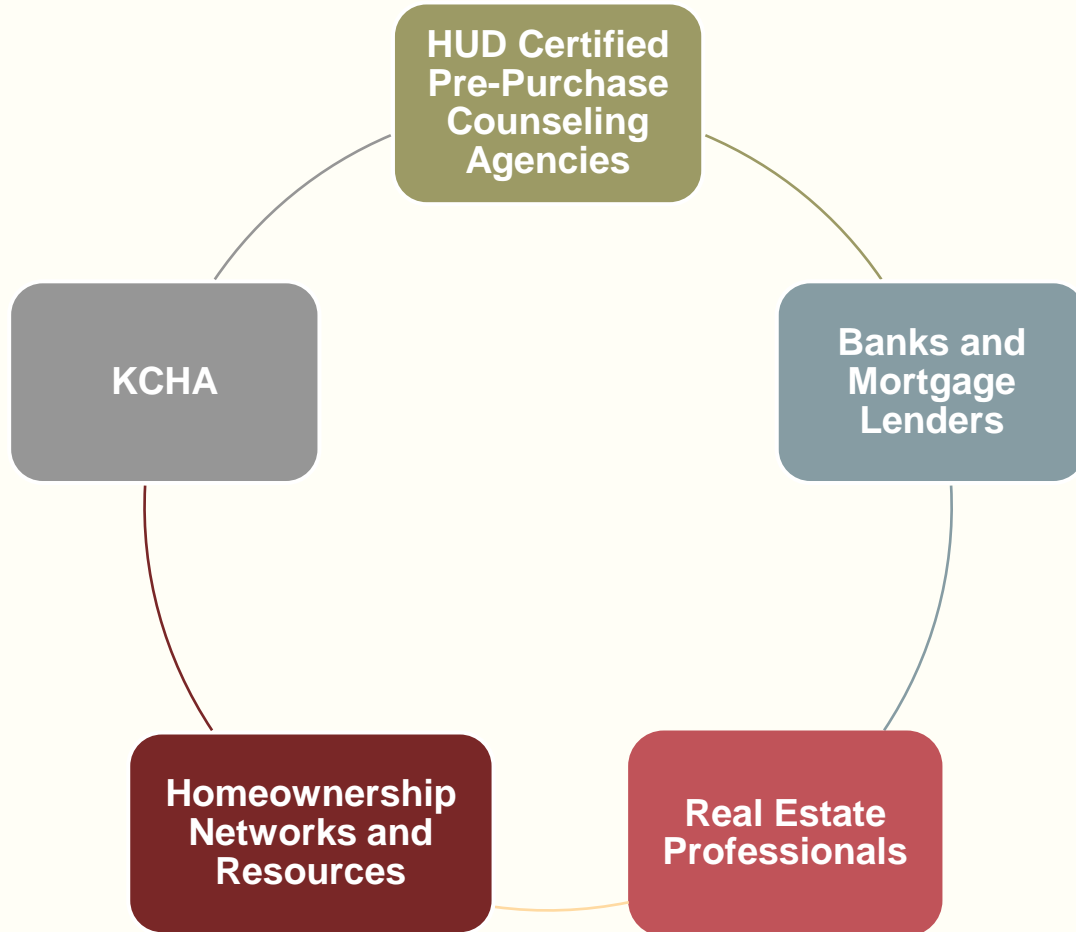 HUD Certified
Pre-Purchase
Counseling
Agencies
Banks and
Mortgage
Lenders
Real Estate
Professionals
Homeownership
Networks and
Resources
KCHA